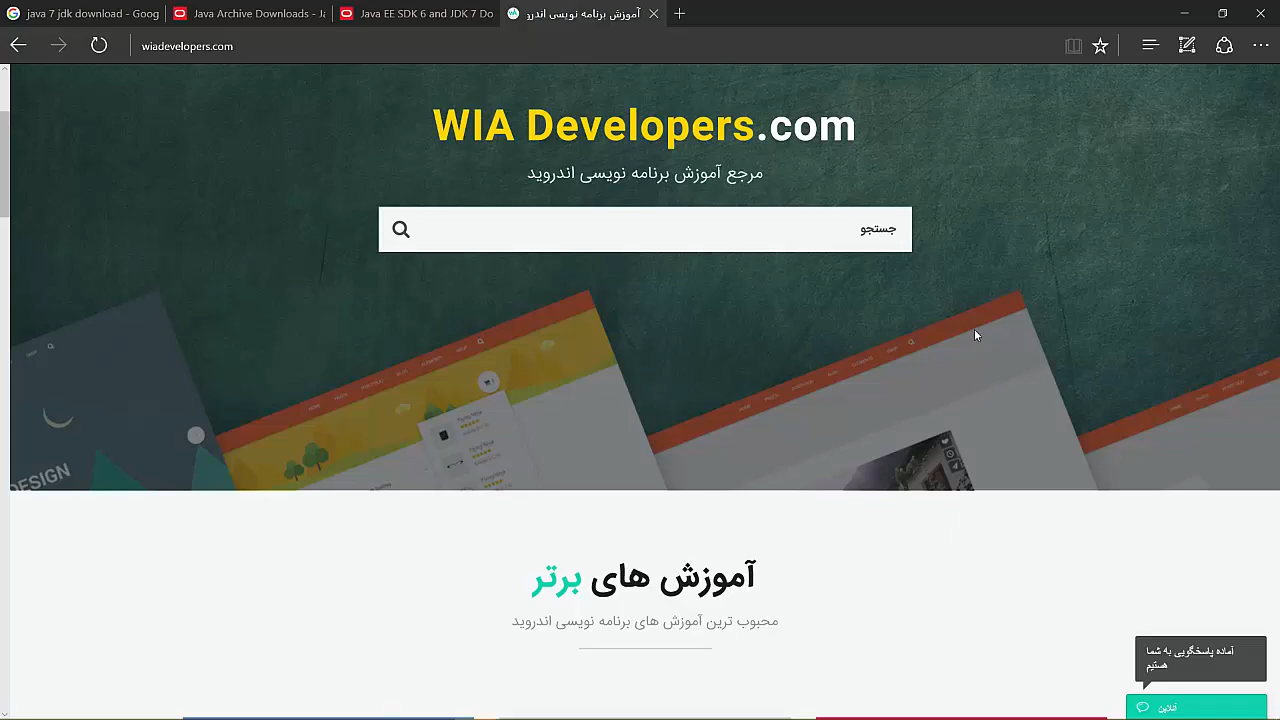 java 7 jdk download - Goog
Java Archive Downloads - Ja
Java EE SDK 6 and JDK 7 Do
آموزش برنامه نویسی اندرو
wiadevelopers.com
WIA Developers.com
مرجع آموزش برنامه نویسی اندروید
جستجو
DESIGN
آموزش های برتر
محبوب ترین آموزش های برنامه نویسی اندروید
آماده پاسخگویی به شما
هستیم
آنلاین